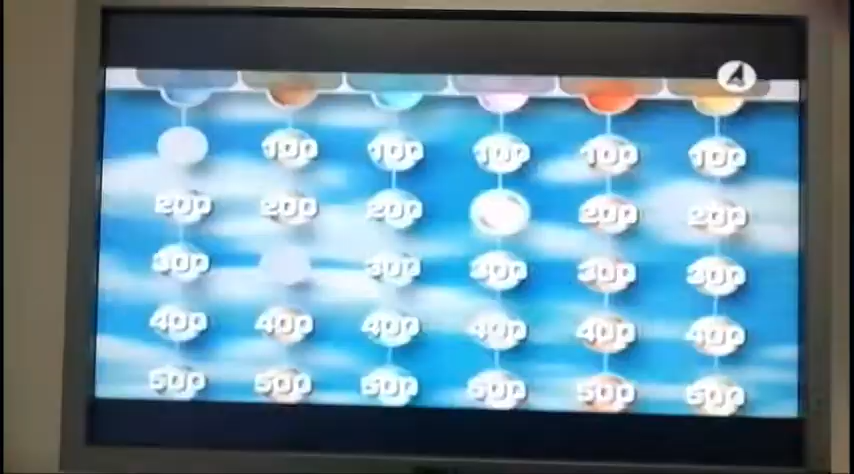 100 100 100 100 100
200 200 200 200 200
300 300 300 300 300
400 400 400 400 400 400
500 500 500 500 500 500